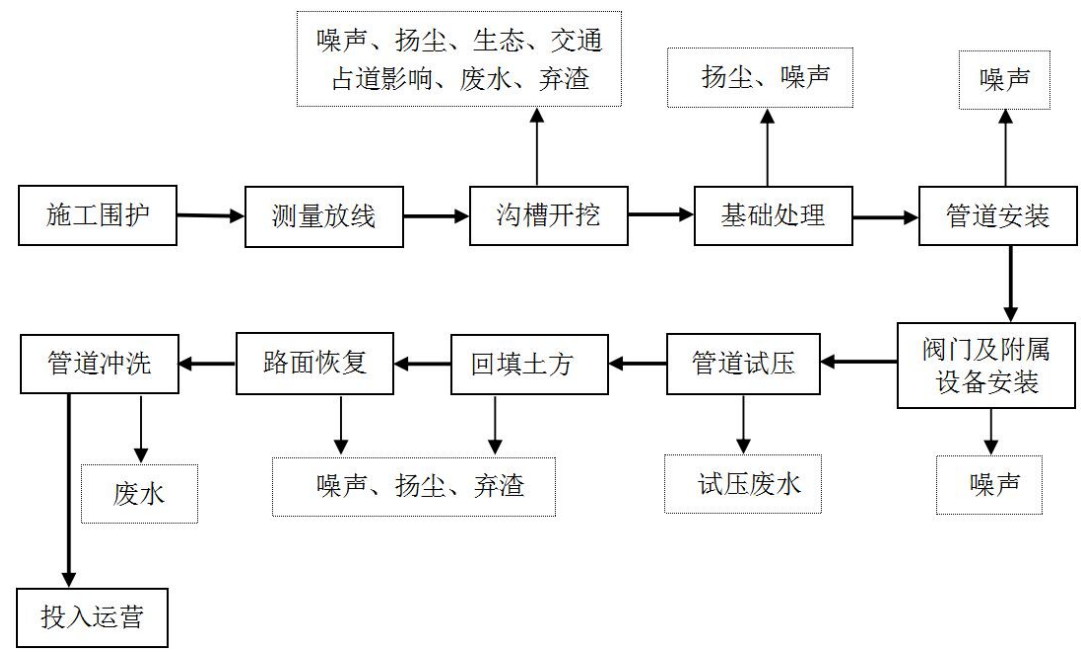 噪声、扬尘、生态、交通
占道影响、废水、弃渣
扬尘、噪声
噪声
施工围护
测量放线
沟槽开挖
基础处理
管道安装
管道冲洗
路面恢复
回填土方
管道试压
阀门及附属
设备安装
废水
噪声、扬尘、弃渣
试压废水
噪声
投入运营